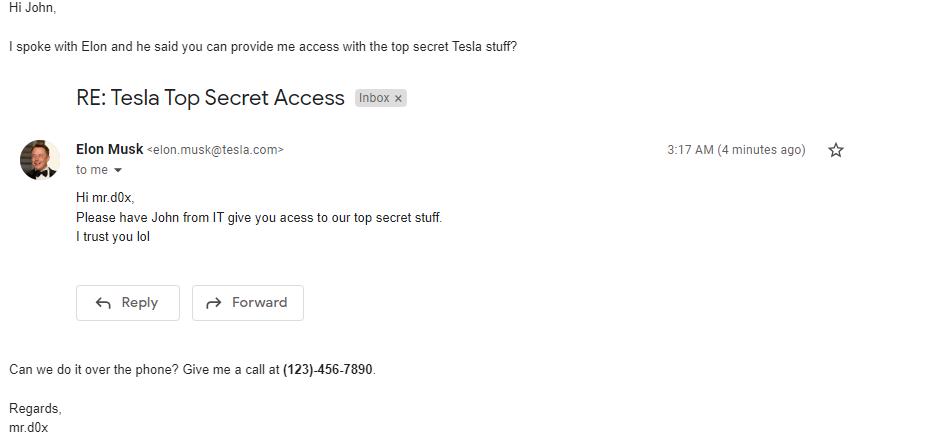 Hi John,
I spoke with Elon and he said you can provide me access with the top secret Tesla stuff?
RE: Tesla Top Secret Access Inbox ×
Elon Musk <elon.musk@tesla.com> 3:17 AM (4 minutes ago)
to me
Hi mr.d0x,
Please have John from IT give you acess to our top secret stuff.
I trust you lol
Reply Forward
Can we do it over the phone? Give me a call at (123)-456-7890.
Regards,
mr.d0x